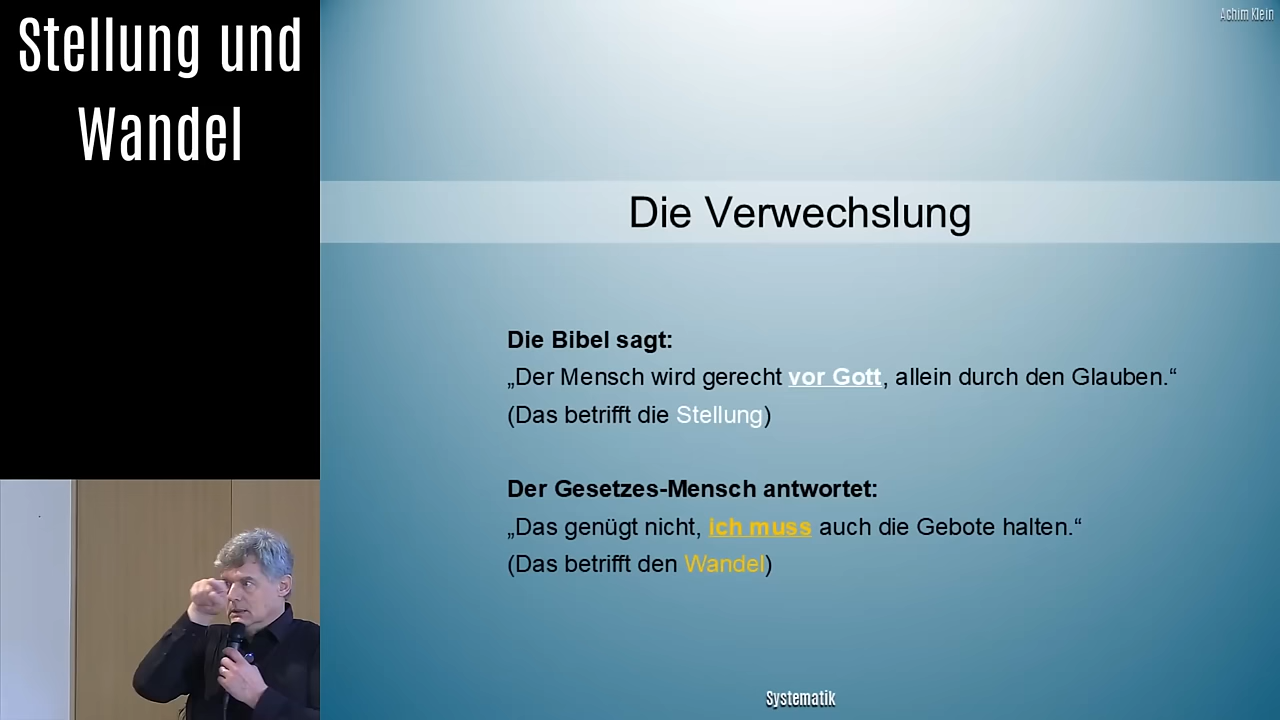 Stellung und
Wandel
Achim Klein
Die Verwechslung
Die Bibel sagt:
„Der Mensch wird gerecht vor Gott, allein durch den Glauben.“
(Das betrifft die Stellung)
Der Gesetzes-Mensch antwortet:
„Das genügt nicht, ich muss auch die Gebote halten.“
(Das betrifft den Wandel)
Systematik